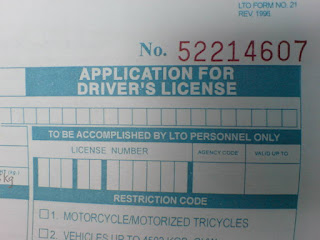 LTO FORM NO. 21
REV. 1996
No. 52214607
APPLICATION FOR
DRIVER'S LICENSE
TO BE ACCOMPLISHED BY LTO PERSONNEL ONLY
LICENSE NUMBER AGENCY CODE VALID UP TO
RESTRICTION CODE
1. MOTORCYCLE/MOTORIZED TRICYCLES
2. VEHICLES UP TO 4500